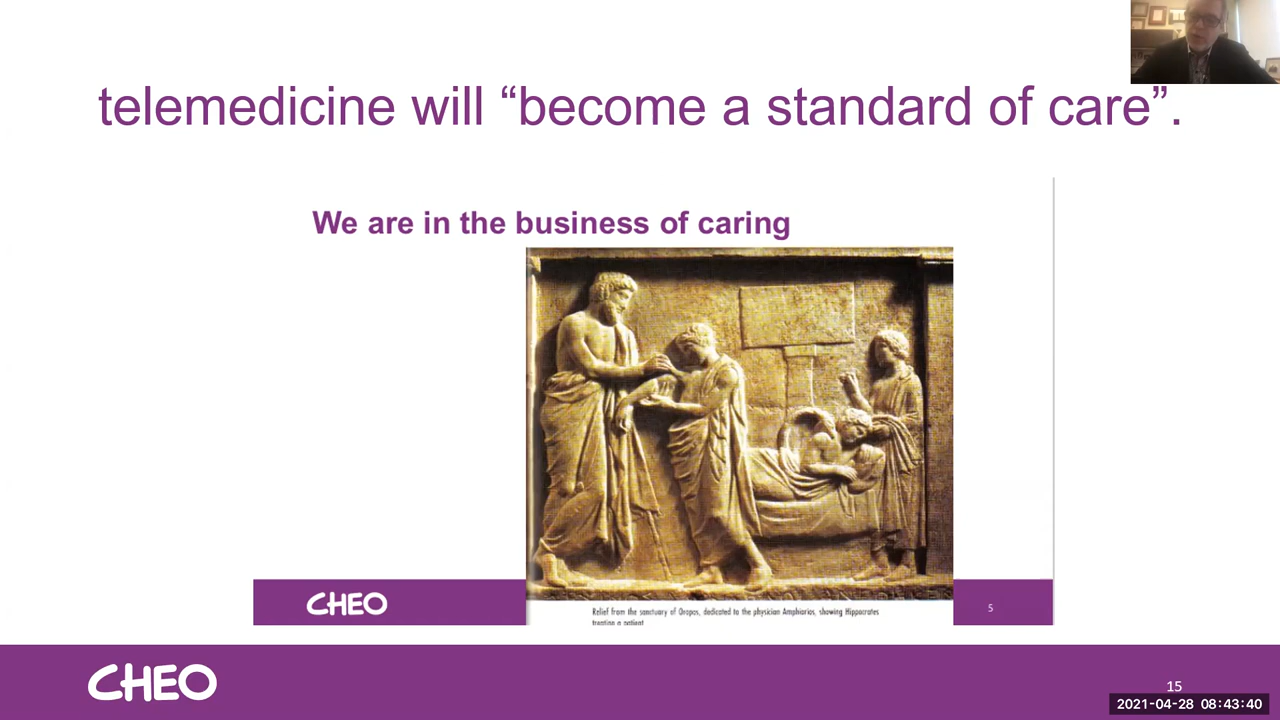 telemedicine will “become a standard of care”.
We are in the business of caring
CHEO
Relief from the sanctuary of Oropos, dedicated to the physician Amphiarios, showing Hippocrates
treating a patient
5
CHEO
15
2021-04-28 08:43:40